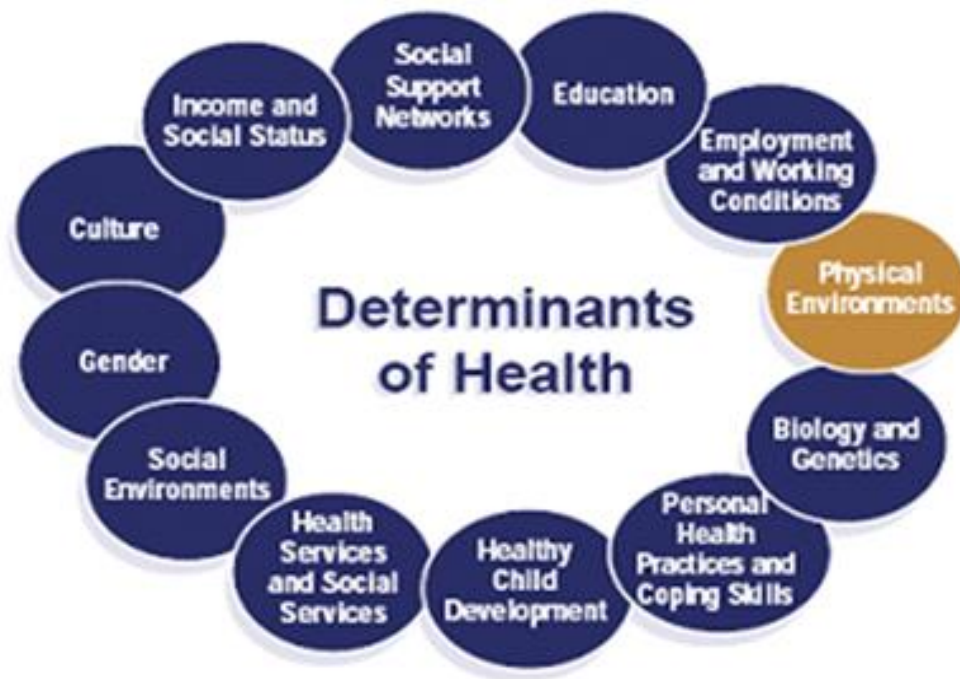 Social
Support
Networks
Education
Income and
Social Status
Employment
and Working
Conditions
Culture
Physical
Environments
Determinants
of Health
Gender
Biology and
Genetics
Social
Environments
Personal
Health
Practices and
Coping Skills
Health
Services
and Social
Services
Healthy
Child
Development